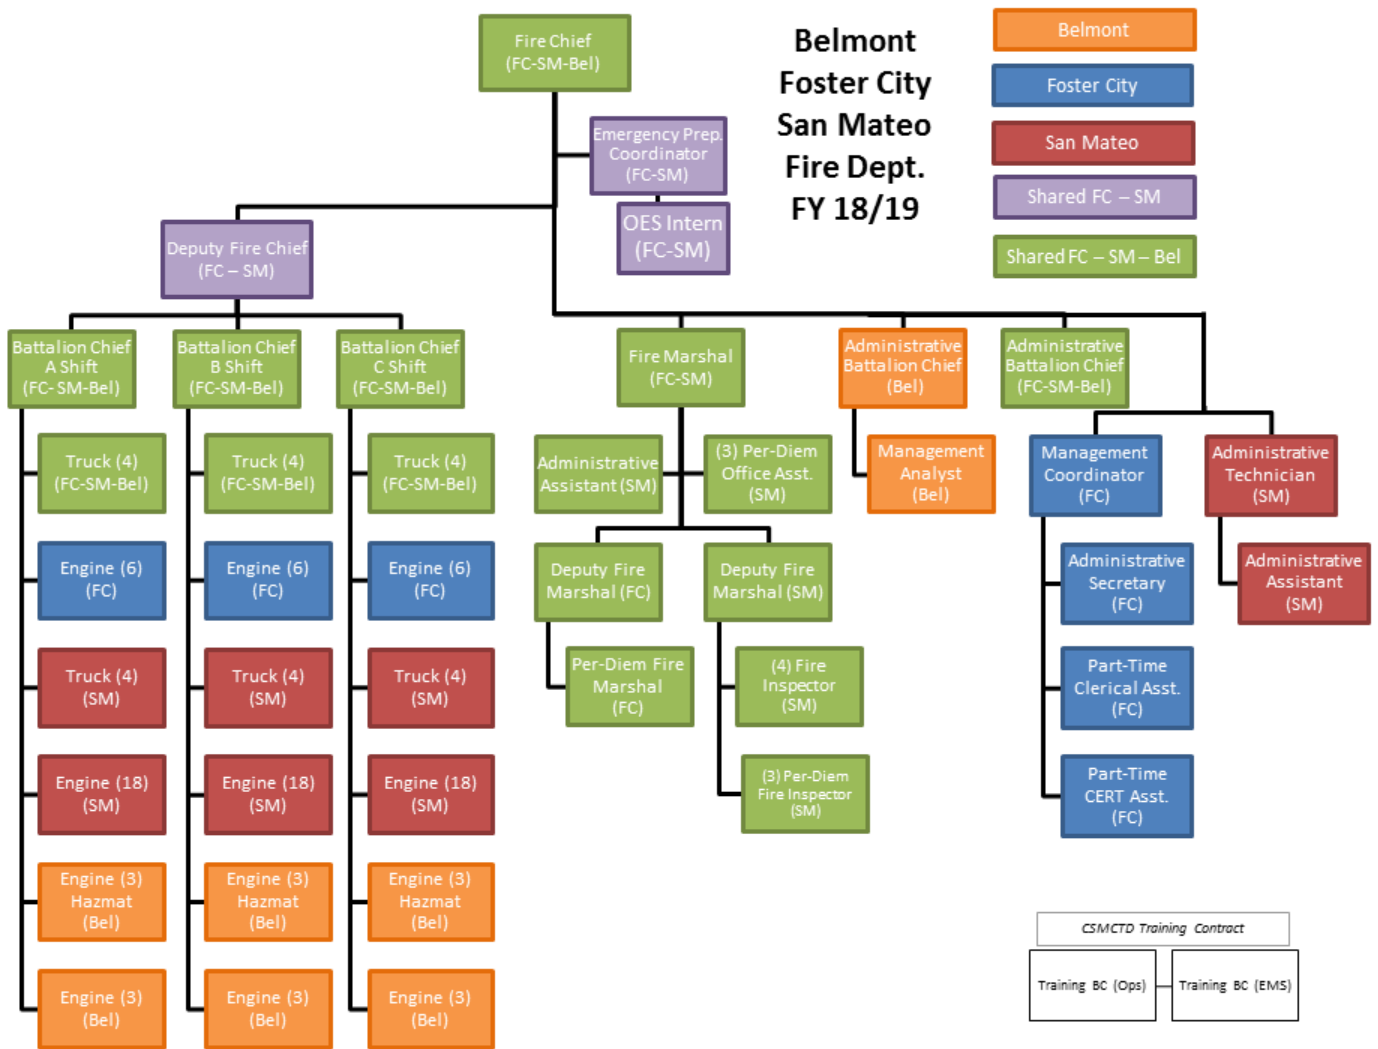 Fire Chief
(FC-SM-Bel)
Belmont
Foster City
San Mateo
Fire Dept.
FY 18/19
Belmont
Foster City
San Mateo
Shared FC – SM
Shared FC – SM – Bel
Emergency Prep.
Coordinator
(FC-SM)
OES Intern
(FC-SM)
Deputy Fire Chief
(FC – SM)
Battalion Chief
A Shift
(FC- SM-Bel)
Battalion Chief
B Shift
(FC-SM-Bel)
Battalion Chief
C Shift
(FC-SM-Bel)
Fire Marshal
(FC-SM)
Administrative
Battalion Chief
(Bel)
Administrative
Battalion Chief
(FC-SM-Bel)
Truck (4)
(FC-SM-Bel)
Truck (4)
(FC-SM-Bel)
Truck (4)
(FC-SM-Bel)
Administrative
Assistant (SM)
(3) Per-Diem
Office Asst.
(SM)
Management
Analyst
(Bel)
Management
Coordinator
(FC)
Administrative
Technician
(SM)
Engine (6)
(FC)
Engine (6)
(FC)
Engine (6)
(FC)
Deputy Fire
Marshal (FC)
Deputy Fire
Marshal (SM)
Administrative
Secretary
(FC)
Administrative
Assistant
(SM)
Truck (4)
(SM)
Truck (4)
(SM)
Truck (4)
(SM)
Per-Diem Fire
Marshal
(FC)
(4) Fire
Inspector
(SM)
Part-Time
Clerical Asst.
(FC)
Engine (18)
(SM)
Engine (18)
(SM)
Engine (18)
(SM)
(3) Per-Diem
Fire Inspector
(SM)
Part-Time
CERT Asst.
(FC)
Engine (3)
Hazmat
(Bel)
Engine (3)
Hazmat
(Bel)
Engine (3)
Hazmat
(Bel)
CSMCTD Training Contract
Training BC (Ops)
Training BC (EMS)
Engine (3)
(Bel)
Engine (3)
(Bel)
Engine (3)
(Bel)